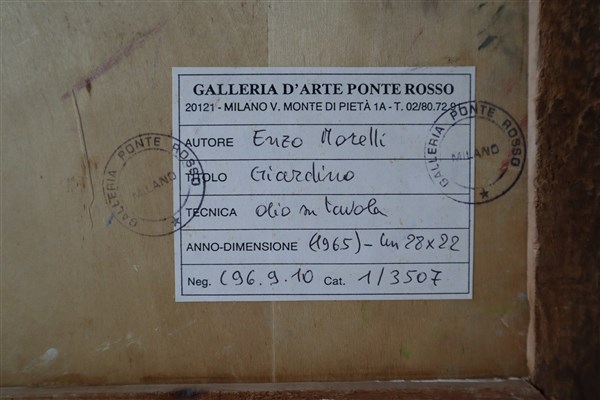 GALLERIA D'ARTE PONTE ROSSO
20121 - MILANO V. MONTE DI PIETÀ 1A - T. 02/80.72.
AUTORE Enzo Morelli
TITOLO Giardino
TECNICA olio su tavola
ANNO-DIMENSIONE (1965) - cm 28x22
Neg. C96.9.10 Cat. 1/3507
GALLERIA PONTE ROSSO
MILANO
GALLERIA PONTE ROSSO
MILANO